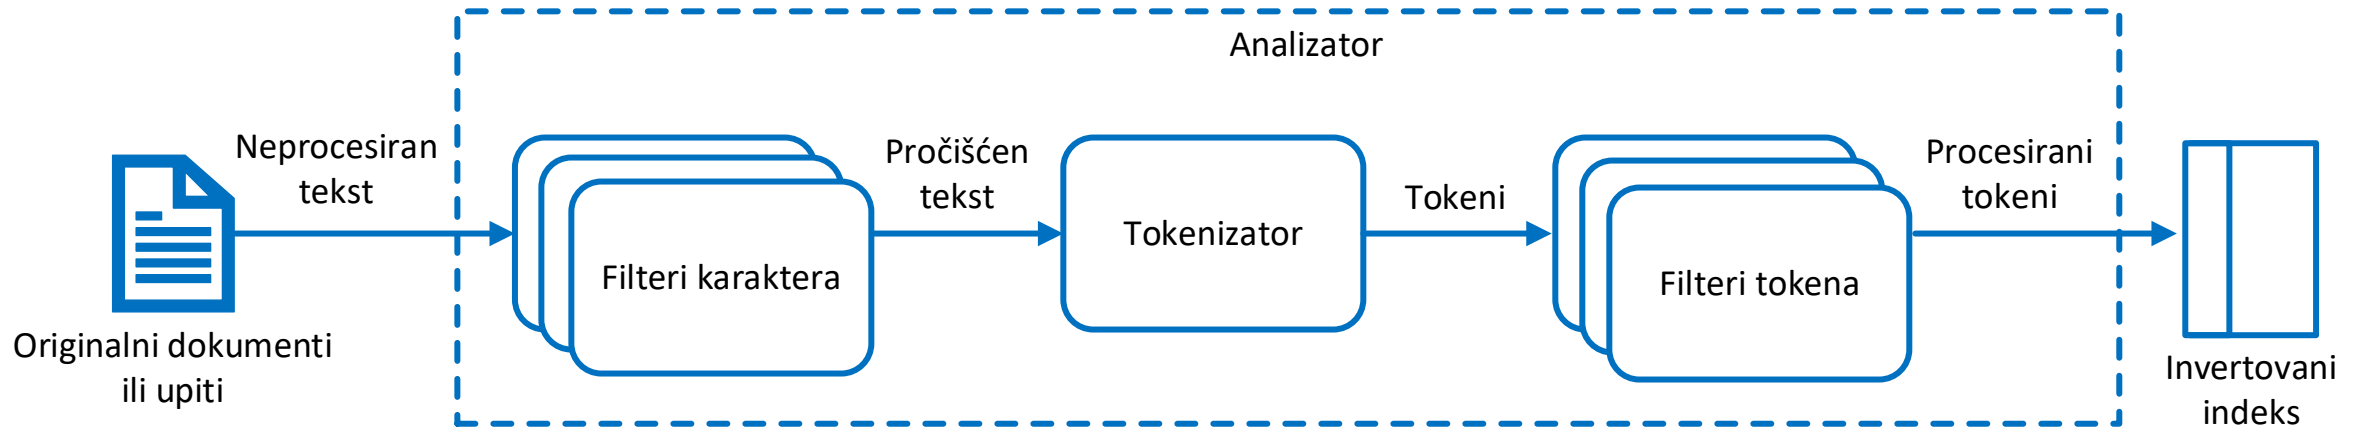 Analizator
Neprocesiran
tekst
Pročišćen
tekst
Tokeni
Procesirani
tokeni
Filteri karaktera
Tokenizator
Filteri tokena
Originalni dokumenti
ili upiti
Invertovani
indeks